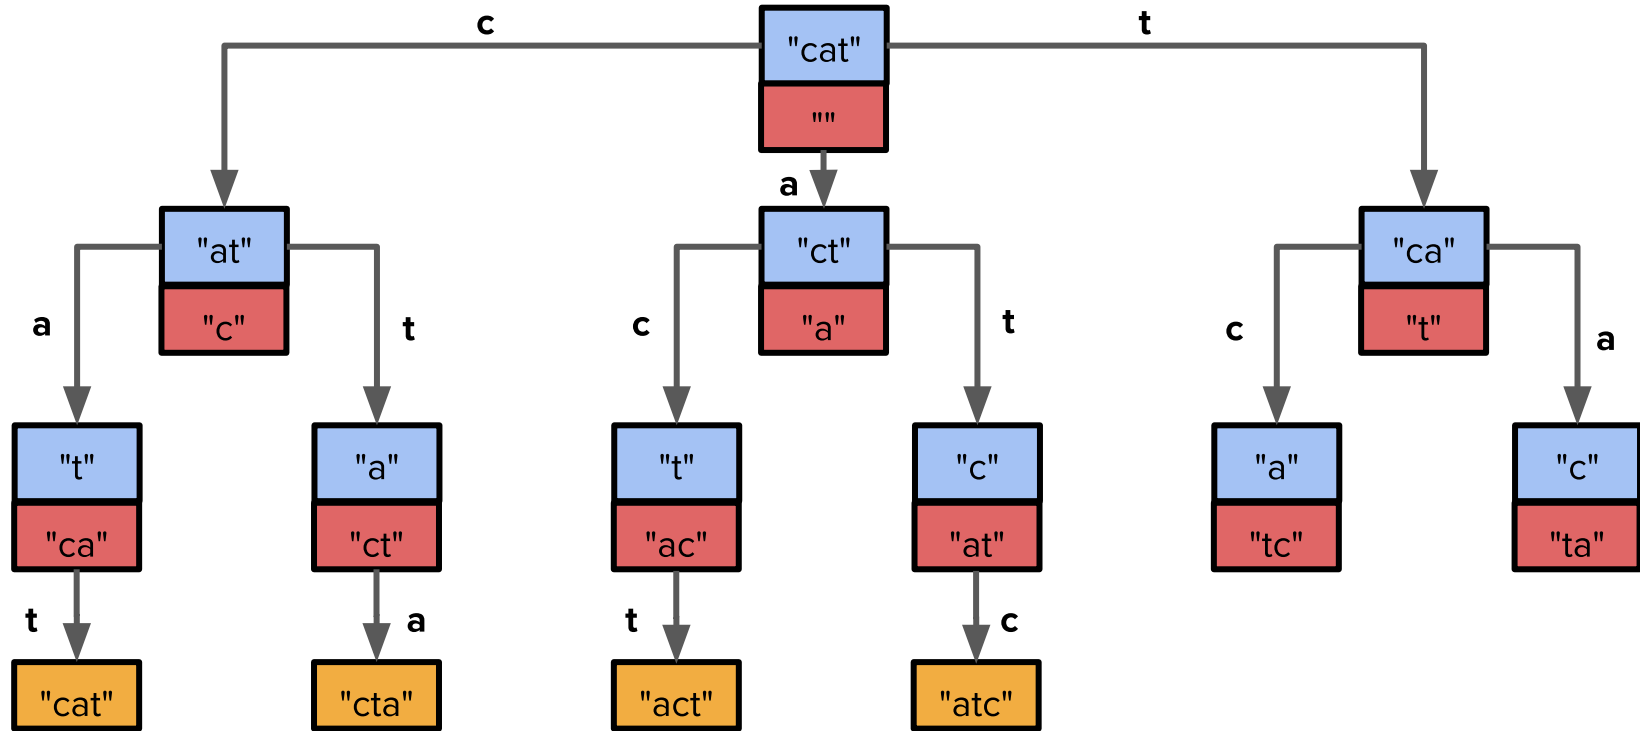 c
"cat"
t
""
a
"at"
"ct"
"ca"
"c"
"a"
"t"
a
t
c
t
c
a
"t"
"a"
"t"
"c"
"a"
"c"
"ca"
"ct"
"ac"
"at"
"tc"
"ta"
t
a
t
c
"cat"
"cta"
"act"
"atc"